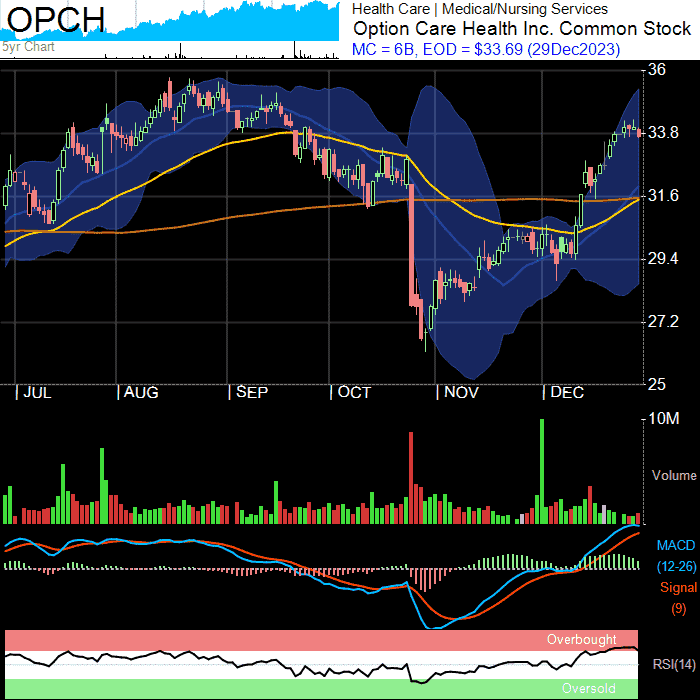 OPCH
5yr Chart
Health Care | Medical/Nursing Services
Option Care Health Inc. Common Stock
MC = 6B, EOD = $33.69 (29Dec2023)
36
33.8
31.6
29.4
27.2
25
JUL AUG SEP OCT NOV DEC
10M
Volume
MACD
(12-26)
Signal
(9)
Overbought
RSI(14)
Oversold